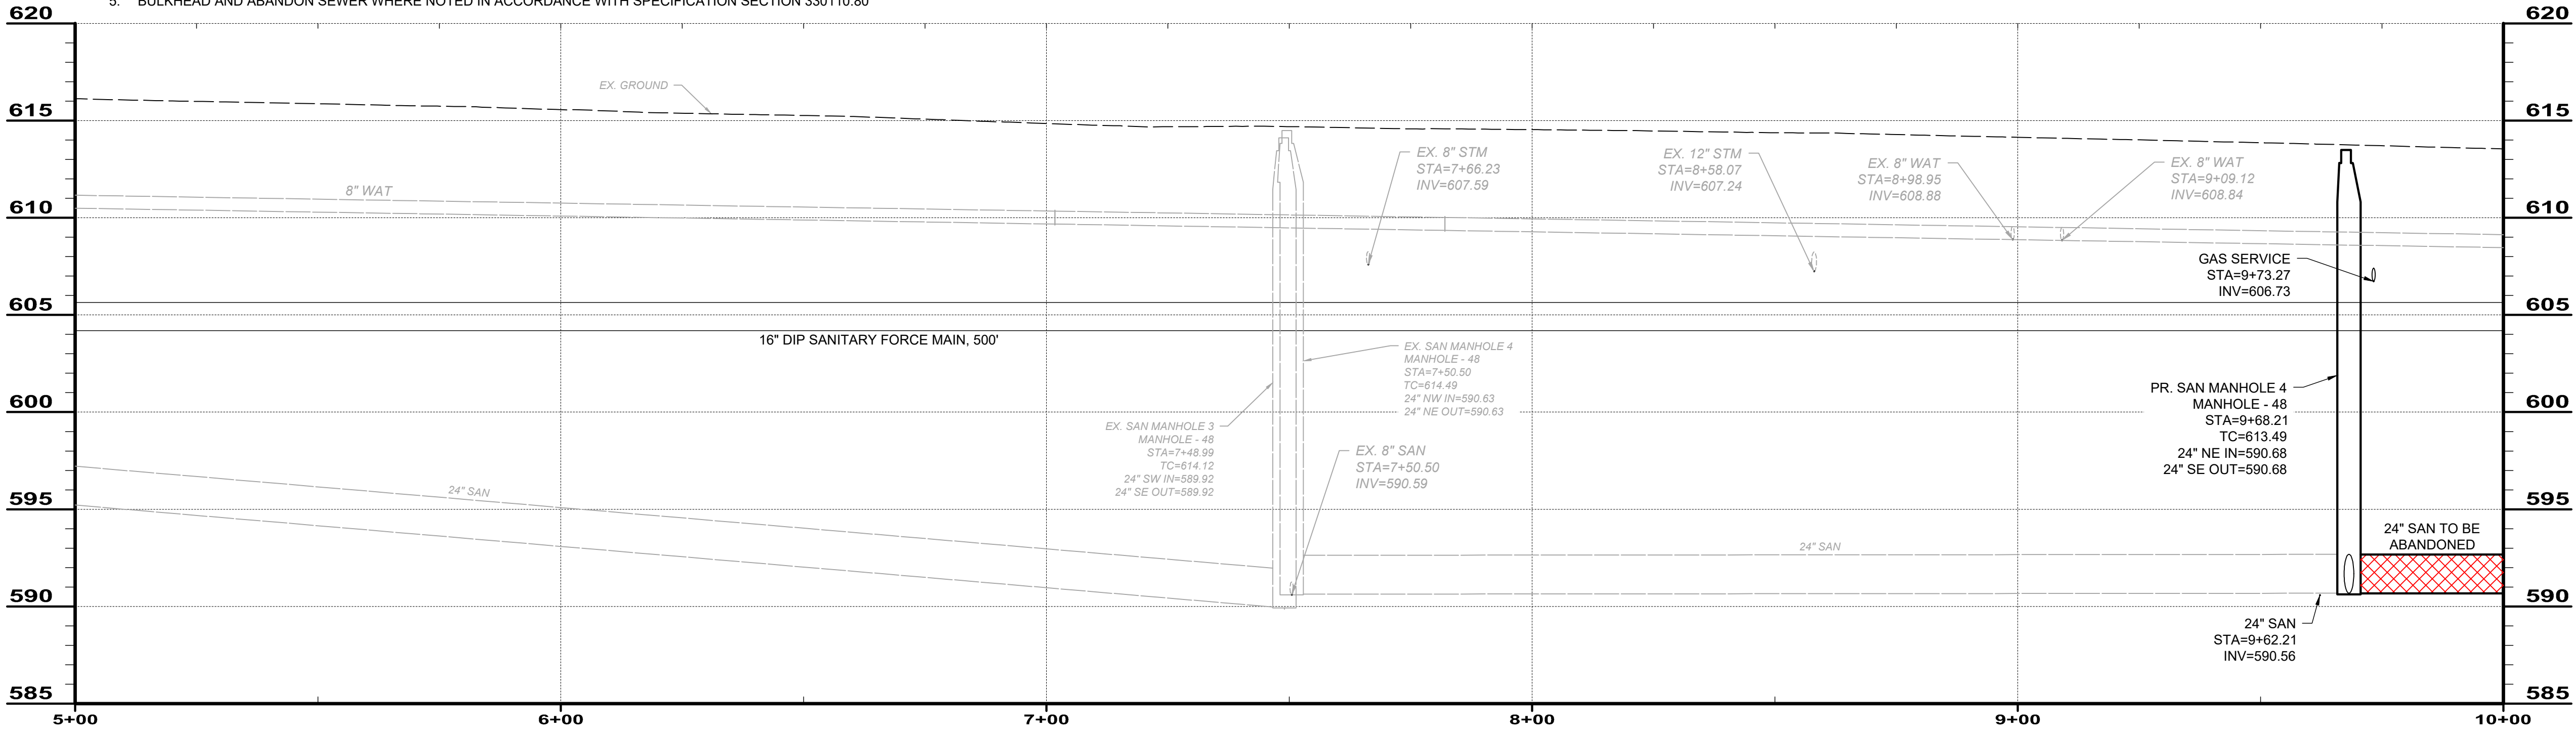 5. BULKHEAD AND ABANDON SEWER WHERE NOTED IN ACCORDANCE WITH SPECIFICATION SECTION 330110.80
620
620
EX. GROUND
615
615
EX. 8" STM
STA=7+66.23
INV=607.59
EX. 12" STM
STA=8+58.07
INV=607.24
EX. 8" WAT
STA=8+98.95
INV=608.88
EX. 8" WAT
STA=9+09.12
INV=608.84
8" WAT
610
610
GAS SERVICE
STA=9+73.27
INV=606.73
605
605
16" DIP SANITARY FORCE MAIN, 500'
EX. SAN MANHOLE 4
MANHOLE - 48
STA=7+50.50
TC=614.49
24" NW IN=590.63
24" NE OUT=590.63
PR. SAN MANHOLE 4
MANHOLE - 48
STA=9+68.21
TC=613.49
24" NE IN=590.68
24" SE OUT=590.68
600
600
EX. SAN MANHOLE 3
MANHOLE - 48
STA=7+48.99
TC=614.12
24" SW IN=589.92
24" SE OUT=589.92
EX. 8" SAN
STA=7+50.50
INV=590.59
24" SAN
595
595
24" SAN TO BE
ABANDONED
24" SAN
590
590
24" SAN
STA=9+62.21
INV=590.56
585
585
5+00
6+00
7+00
8+00
9+00
10+00